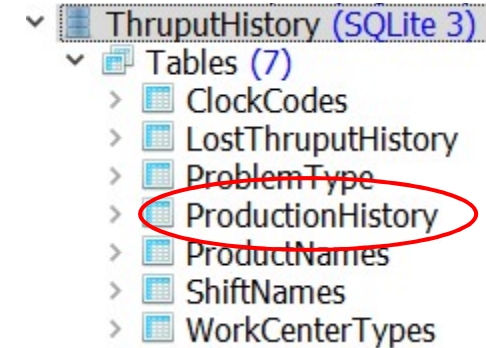 ThruputHistory (SQLite 3)
Tables (7)
ClockCodes
LostThruputHistory
ProblemType
ProductionHistory
ProductNames
ShiftNames
WorkCenterTypes